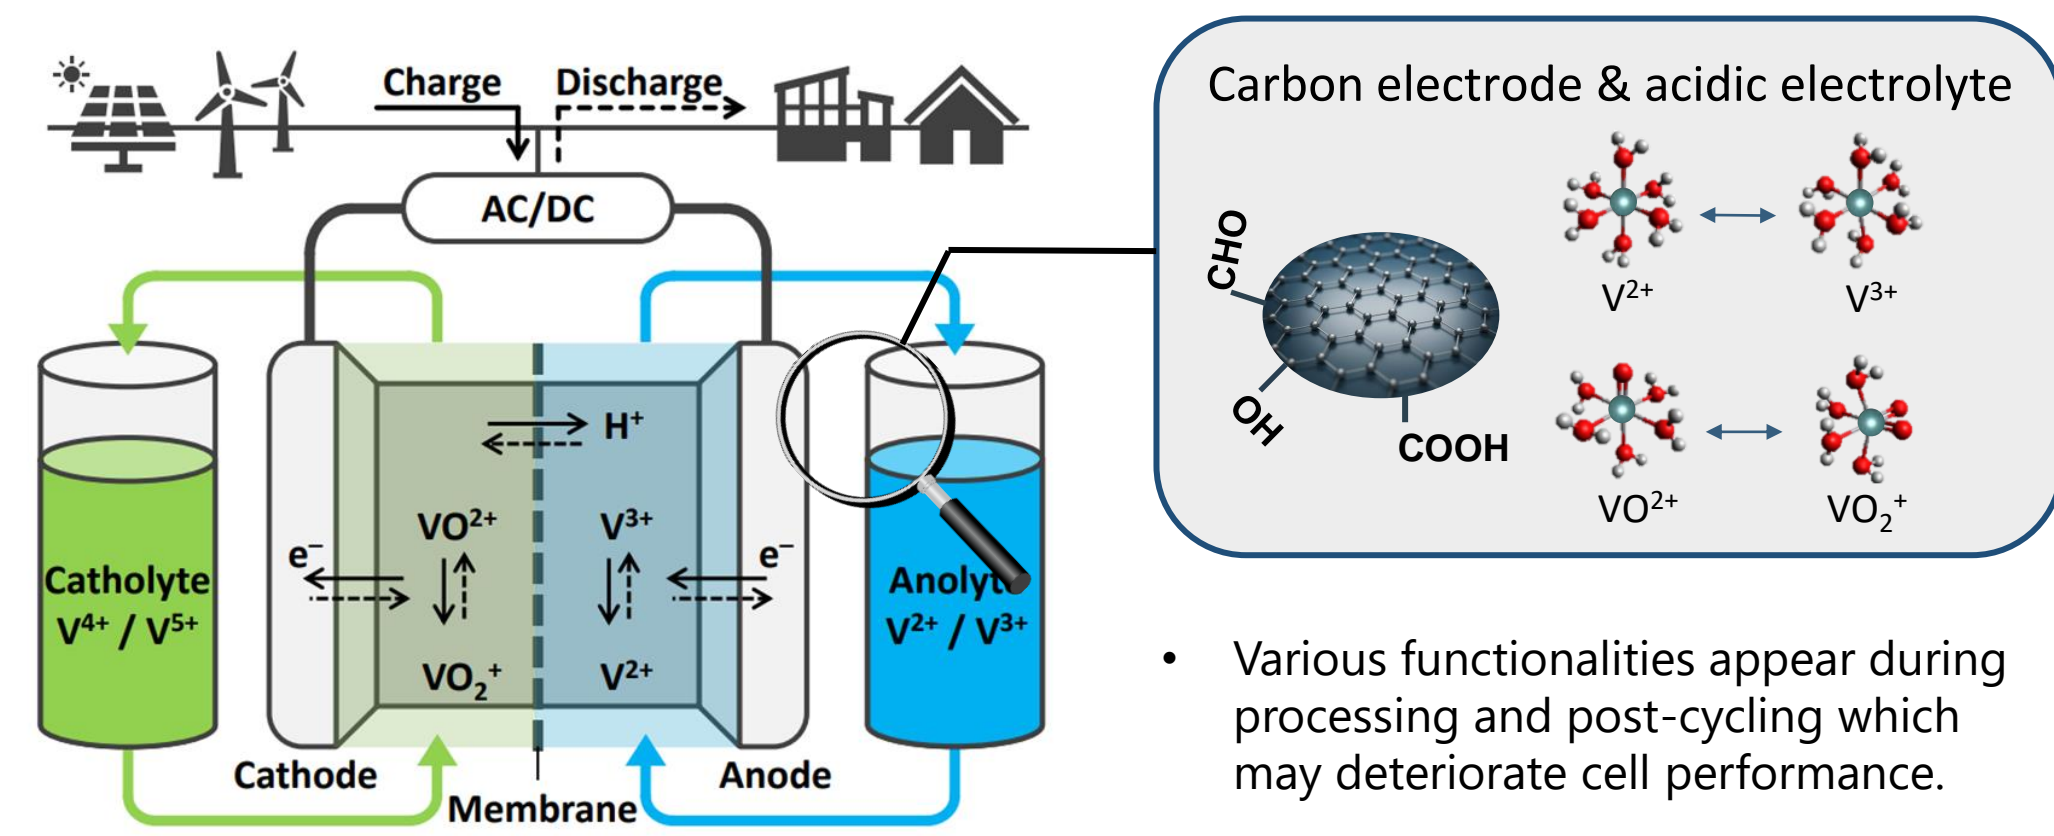 Charge
Discharge
AC/DC
H⁺
VO²⁺
V³⁺
e⁻
e⁻
VO₂⁺
V²⁺
Catholyte
V⁴⁺ / V⁵⁺
V²⁺ / V³⁺
Cathode
Membrane
Anode
Carbon electrode & acidic electrolyte
CHO
OH
COOH
V²⁺
V³⁺
VO²⁺
VO₂⁺
• Various functionalities appear during
processing and post-cycling which
may deteriorate cell performance.